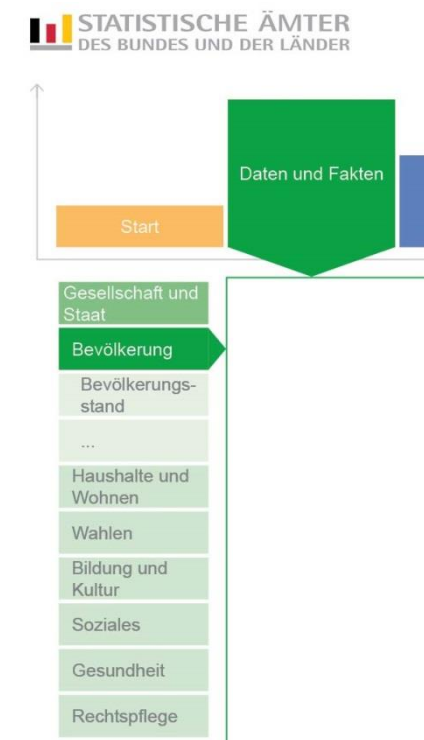 STATISTISCHE ÄMTER
DES BUNDES UND DER LÄNDER
Daten und Fakten
Start
Gesellschaft und
Staat
Bevölkerung
Bevölkerungs-
stand
...
Haushalte und
Wohnen
Wahlen
Bildung und
Kultur
Soziales
Gesundheit
Rechtspflege